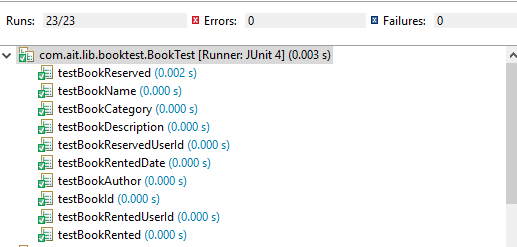 Runs: 23/23 Errors: 0 Failures: 0
com.ait.lib.booktest.BookTest [Runner: JUnit 4] (0.003 s)
testBookReserved (0.002 s)
testBookName (0.000 s)
testBookCategory (0.000 s)
testBookDescription (0.000 s)
testBookReservedUserId (0.000 s)
testBookRentedDate (0.000 s)
testBookAuthor (0.000 s)
testBookId (0.000 s)
testBookRentedUserId (0.000 s)
testBookRented (0.000 s)